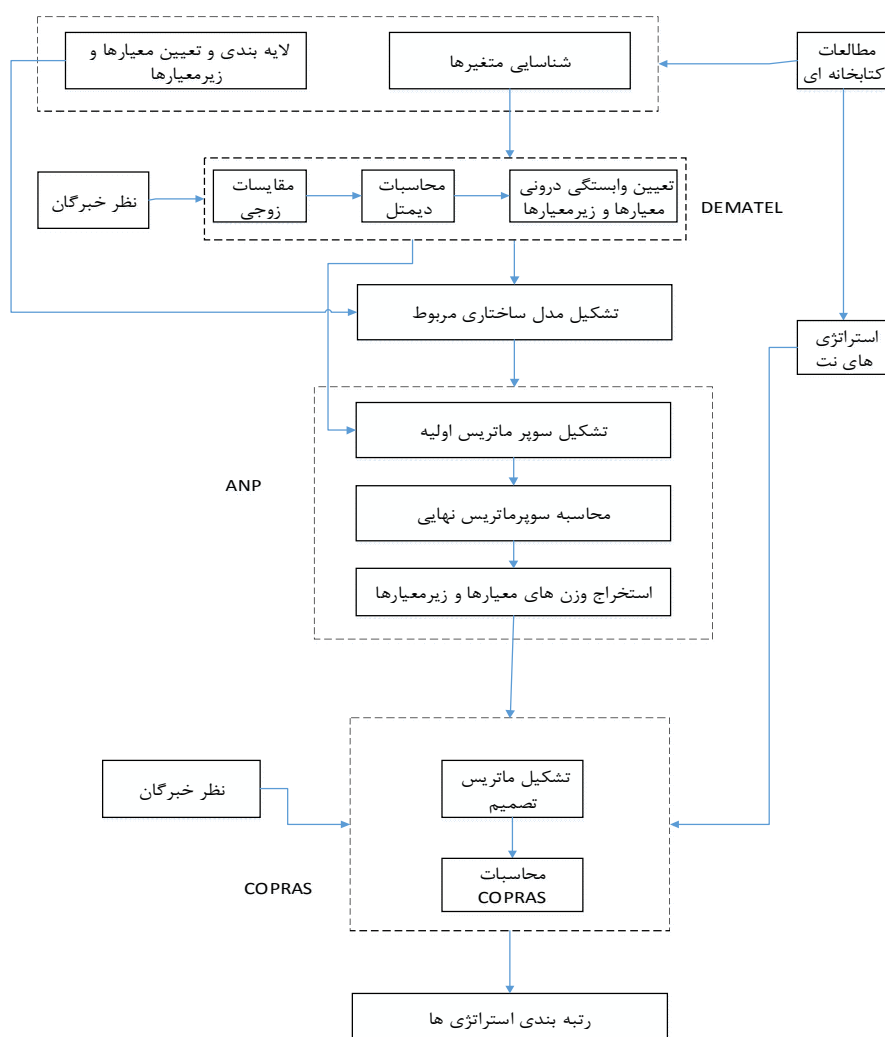 لایه بندی و تعیین معیارها و
زیرمعیارها
شناسایی متغیرها
مطالعات
کتابخانه ای
نظر خبرگان
مقایسات
زوجی
محاسبات
دیمتل
تعیین وابستگی درونی
معیارها و زیرمعیارها
DEMATEL
تشکیل مدل ساختاری مربوط
استراتژی
های نت
تشکیل سوپر ماتریس اولیه
ANP
محاسبه سوپرماتریس نهایی
استخراج وزن های معیارها و زیرمعیارها
نظر خبرگان
تشکیل ماتریس
تصمیم
محاسبات
COPRAS
COPRAS
رتبه بندی استراتژی ها